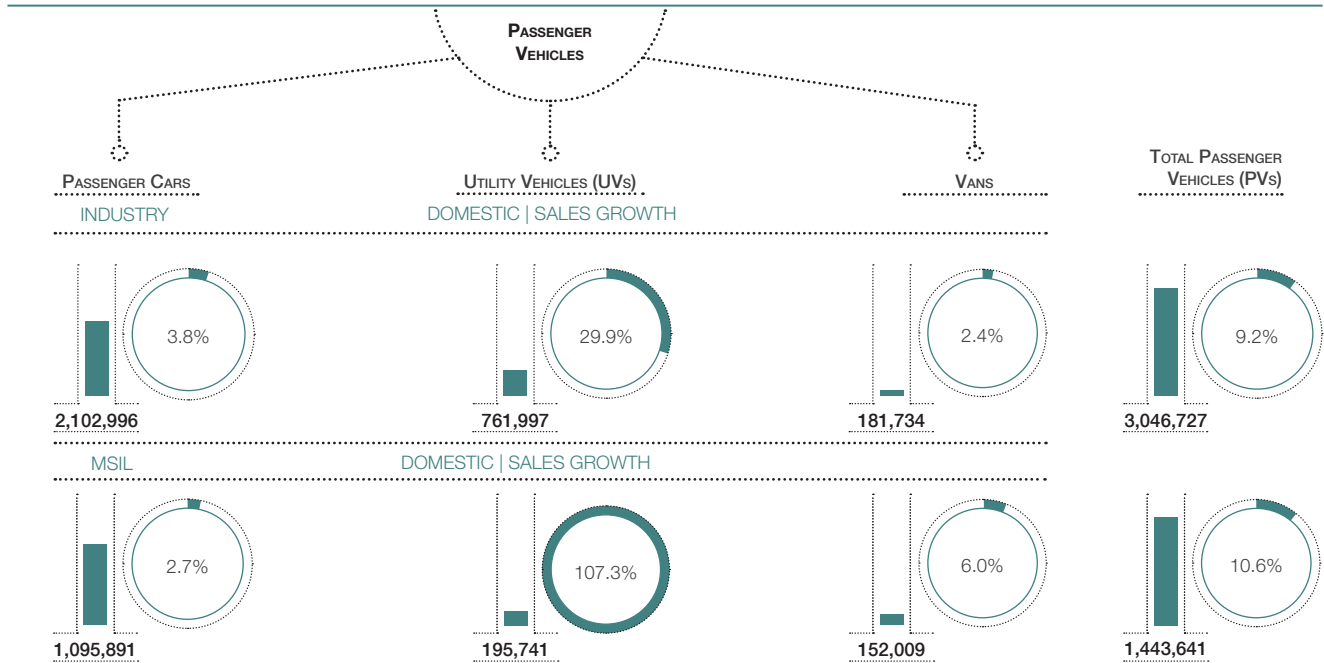 PASSENGER
VEHICLES
PASSENGER CARS
UTILITY VEHICLES (UVS)
VANS
TOTAL PASSENGER
VEHICLES (PVS)
INDUSTRY
DOMESTIC | SALES GROWTH
3.8%
29.9%
2.4%
9.2%
2,102,996
761,997
181,734
3,046,727
MSIL
DOMESTIC | SALES GROWTH
2.7%
107.3%
6.0%
10.6%
1,095,891
195,741
152,009
1,443,641